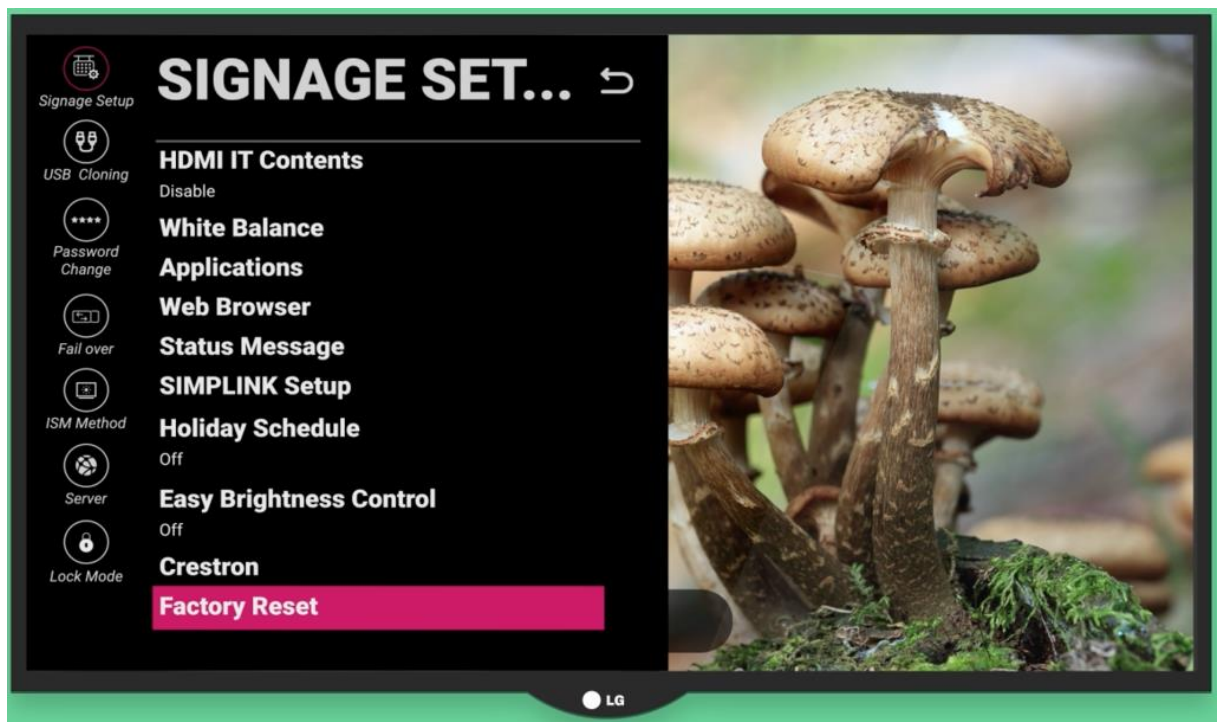 Signage Setup
USB Cloning
****
Password
Change
Fail over
ISM Method
Server
Lock Mode
SIGNAGE SET...
HDMI IT Contents
Disable
White Balance
Applications
Web Browser
Status Message
SIMPLINK Setup
Holiday Schedule
Off
Easy Brightness Control
Off
Crestron
Factory Reset
LG